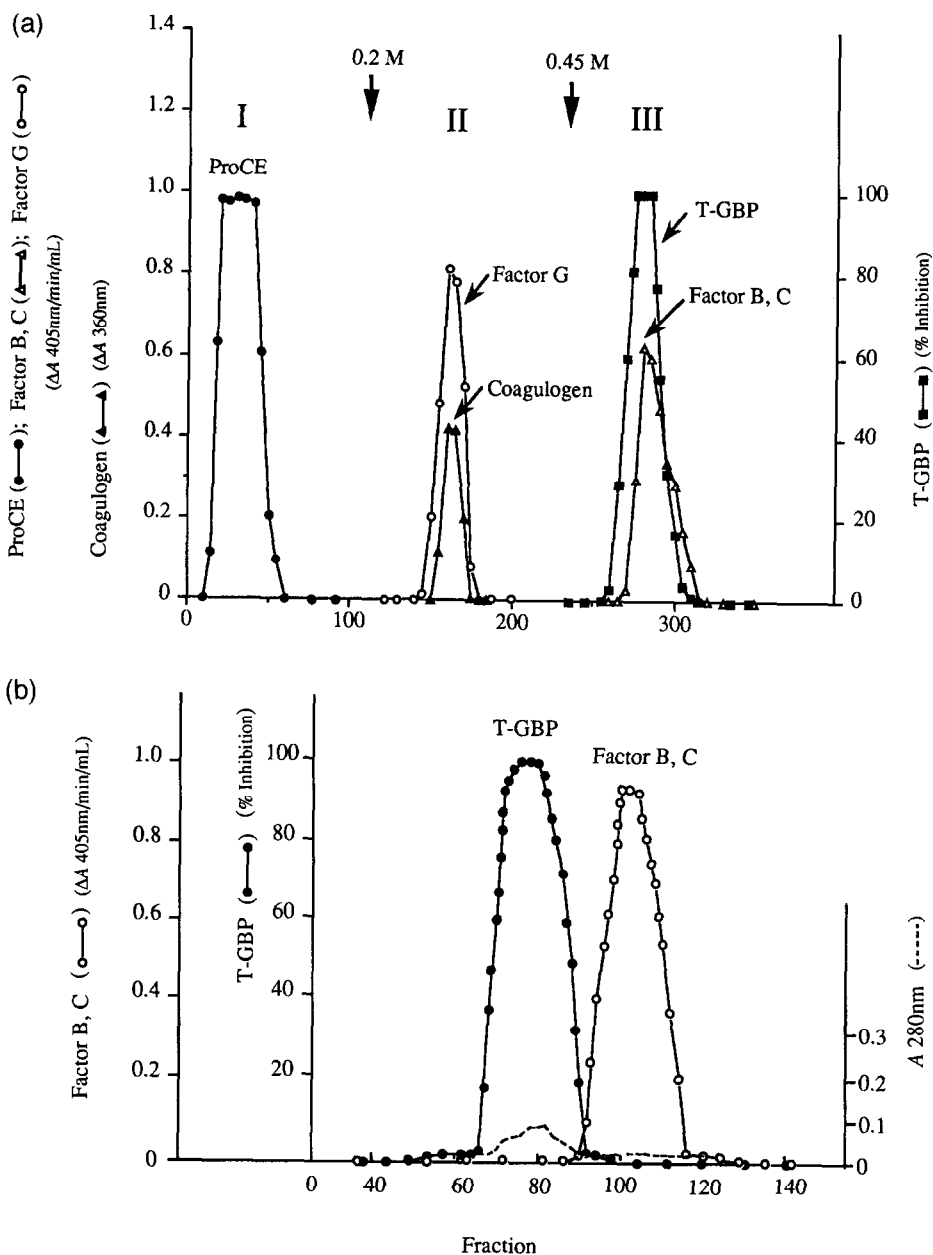 (a)
ProCE (●—●); Factor B, C (△—△); Factor G (○—○)
(ΔA 405nm/min/mL)
Coagulogen (▲—▲) (ΔA 360nm)
1.4
1.2
1.0
0.8
0.6
0.4
0.2
0
0.2 M
0.45 M
I
II
III
ProCE
Factor G
Coagulogen
T-GBP
Factor B, C
100
80
60
40
20
0
T-GBP (■—■) (% Inhibition)
0
100
200
300
(b)
Factor B, C (○—○) (ΔA 405nm/min/mL)
1.0
0.8
0.6
0.4
0.2
0
T-GBP (●—●) (% Inhibition)
100
80
60
40
20
T-GBP
Factor B, C
0.3
0.2
0.1
0
A 280nm (-----)
0
40
60
80
100
120
140
Fraction